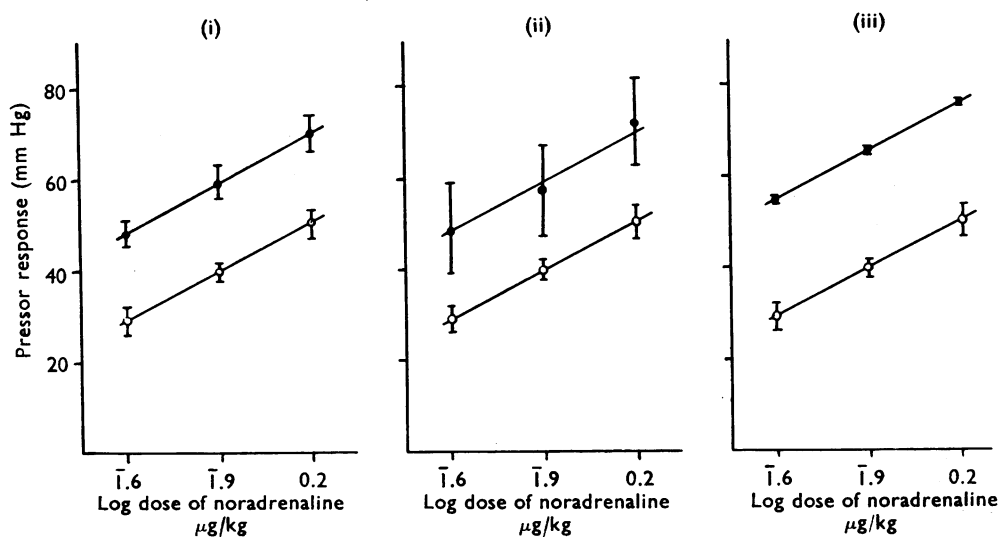 (i)
(ii)
(iii)
Pressor response (mm Hg)
80
60
40
20
1̄.6
1̄.9
0.2
Log dose of noradrenaline
μg/kg
1̄.6
1̄.9
0.2
Log dose of noradrenaline
μg/kg
1̄.6
1̄.9
0.2
Log dose of noradrenaline
μg/kg